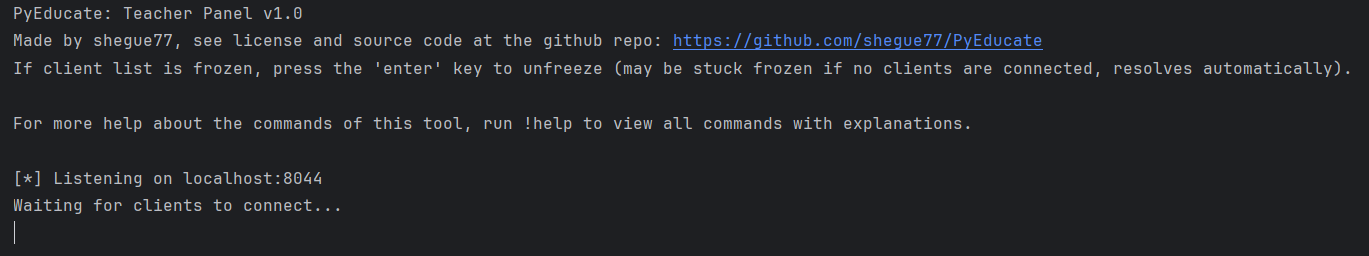 PyEducate: Teacher Panel v1.0
Made by shegue77, see license and source code at the github repo: https://github.com/shegue77/PyEducate
If client list is frozen, press the 'enter' key to unfreeze (may be stuck frozen if no clients are connected, resolves automatically).
For more help about the commands of this tool, run !help to view all commands with explanations.
[*] Listening on localhost:8044
Waiting for clients to connect...